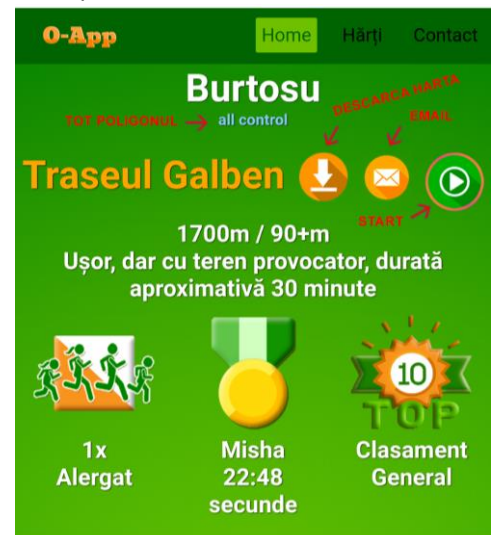 O-App
Home Hărți Contact
Burtosu
DESCARCA HARTA
TOT POLIGONUL
all control
EMAIL
Traseul Galben
START
1700m / 90+m
Ușor, dar cu teren provocator, durată
aproximativă 30 minute
10
TOP
1x
Alergat
Misha
22:48
secunde
Clasament
General